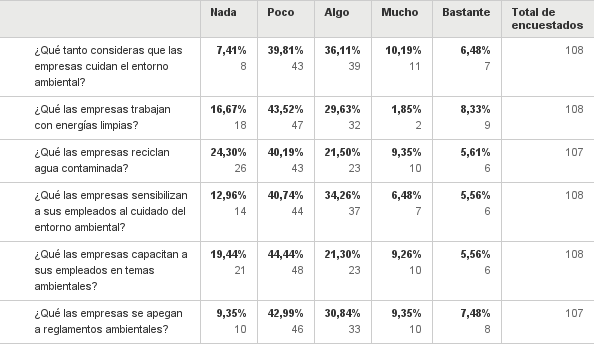 Nada Poco Algo Mucho Bastante Total de
encuestados
¿Qué tanto consideras que las 7,41% 39,81% 36,11% 10,19% 6,48% 108
empresas cuidan el entorno 8 43 39 11 7
ambiental?
¿Qué las empresas trabajan 16,67% 43,52% 29,63% 1,85% 8,33% 108
con energías limpias? 18 47 32 2 9
¿Qué las empresas reciclan 24,30% 40,19% 21,50% 9,35% 5,61% 107
agua contaminada? 26 43 23 10 6
¿Qué las empresas sensibilizan 12,96% 40,74% 34,26% 6,48% 5,56% 108
a sus empleados al cuidado del 14 44 37 7 6
entorno ambiental?
¿Qué las empresas capacitan a 19,44% 44,44% 21,30% 9,26% 5,56% 108
sus empleados en temas 21 48 23 10 6
ambientales?
¿Qué las empresas se apegan 9,35% 42,99% 30,84% 9,35% 7,48% 107
a reglamentos ambientales? 10 46 33 10 8